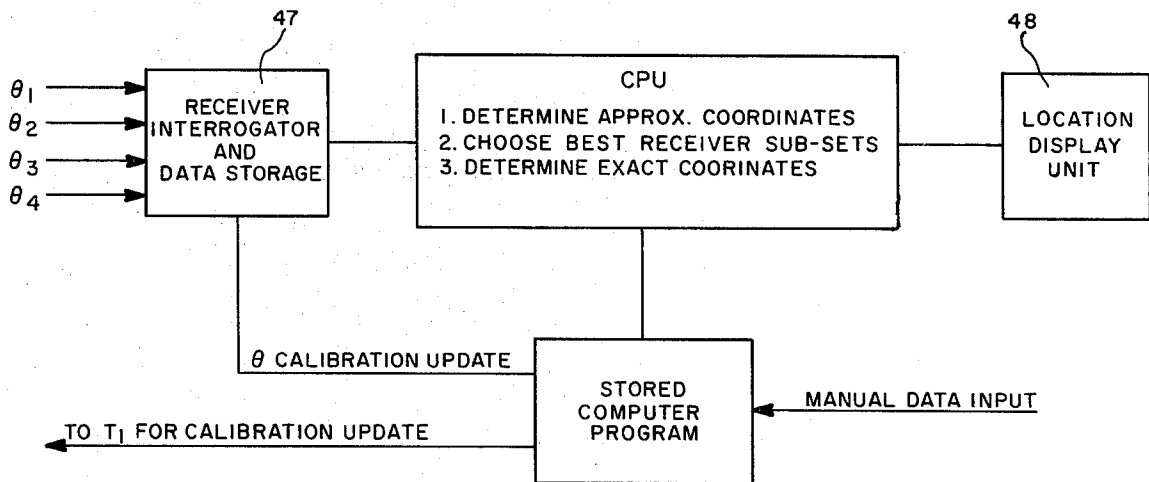 47
48
θ1
θ2
θ3
θ4
RECEIVER
INTERROGATOR
AND
DATA STORAGE
CPU
1. DETERMINE APPROX. COORDINATES
2. CHOOSE BEST RECEIVER SUB-SETS
3. DETERMINE EXACT COORINATES
LOCATION
DISPLAY
UNIT
θ CALIBRATION UPDATE
TO T1 FOR CALIBRATION UPDATE
STORED
COMPUTER
PROGRAM
MANUAL DATA INPUT